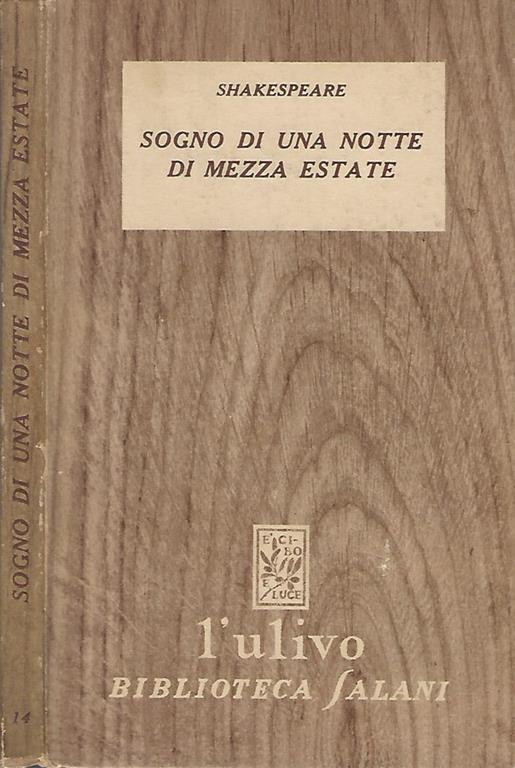 SHAKESPEARE
SOGNO DI UNA NOTTE
DI MEZZA ESTATE
E' CI-
BO
E
LUCE
l'ulivo
BIBLIOTECA SALANI
SOGNO DI UNA NOTTE DI MEZZA ESTATE
14